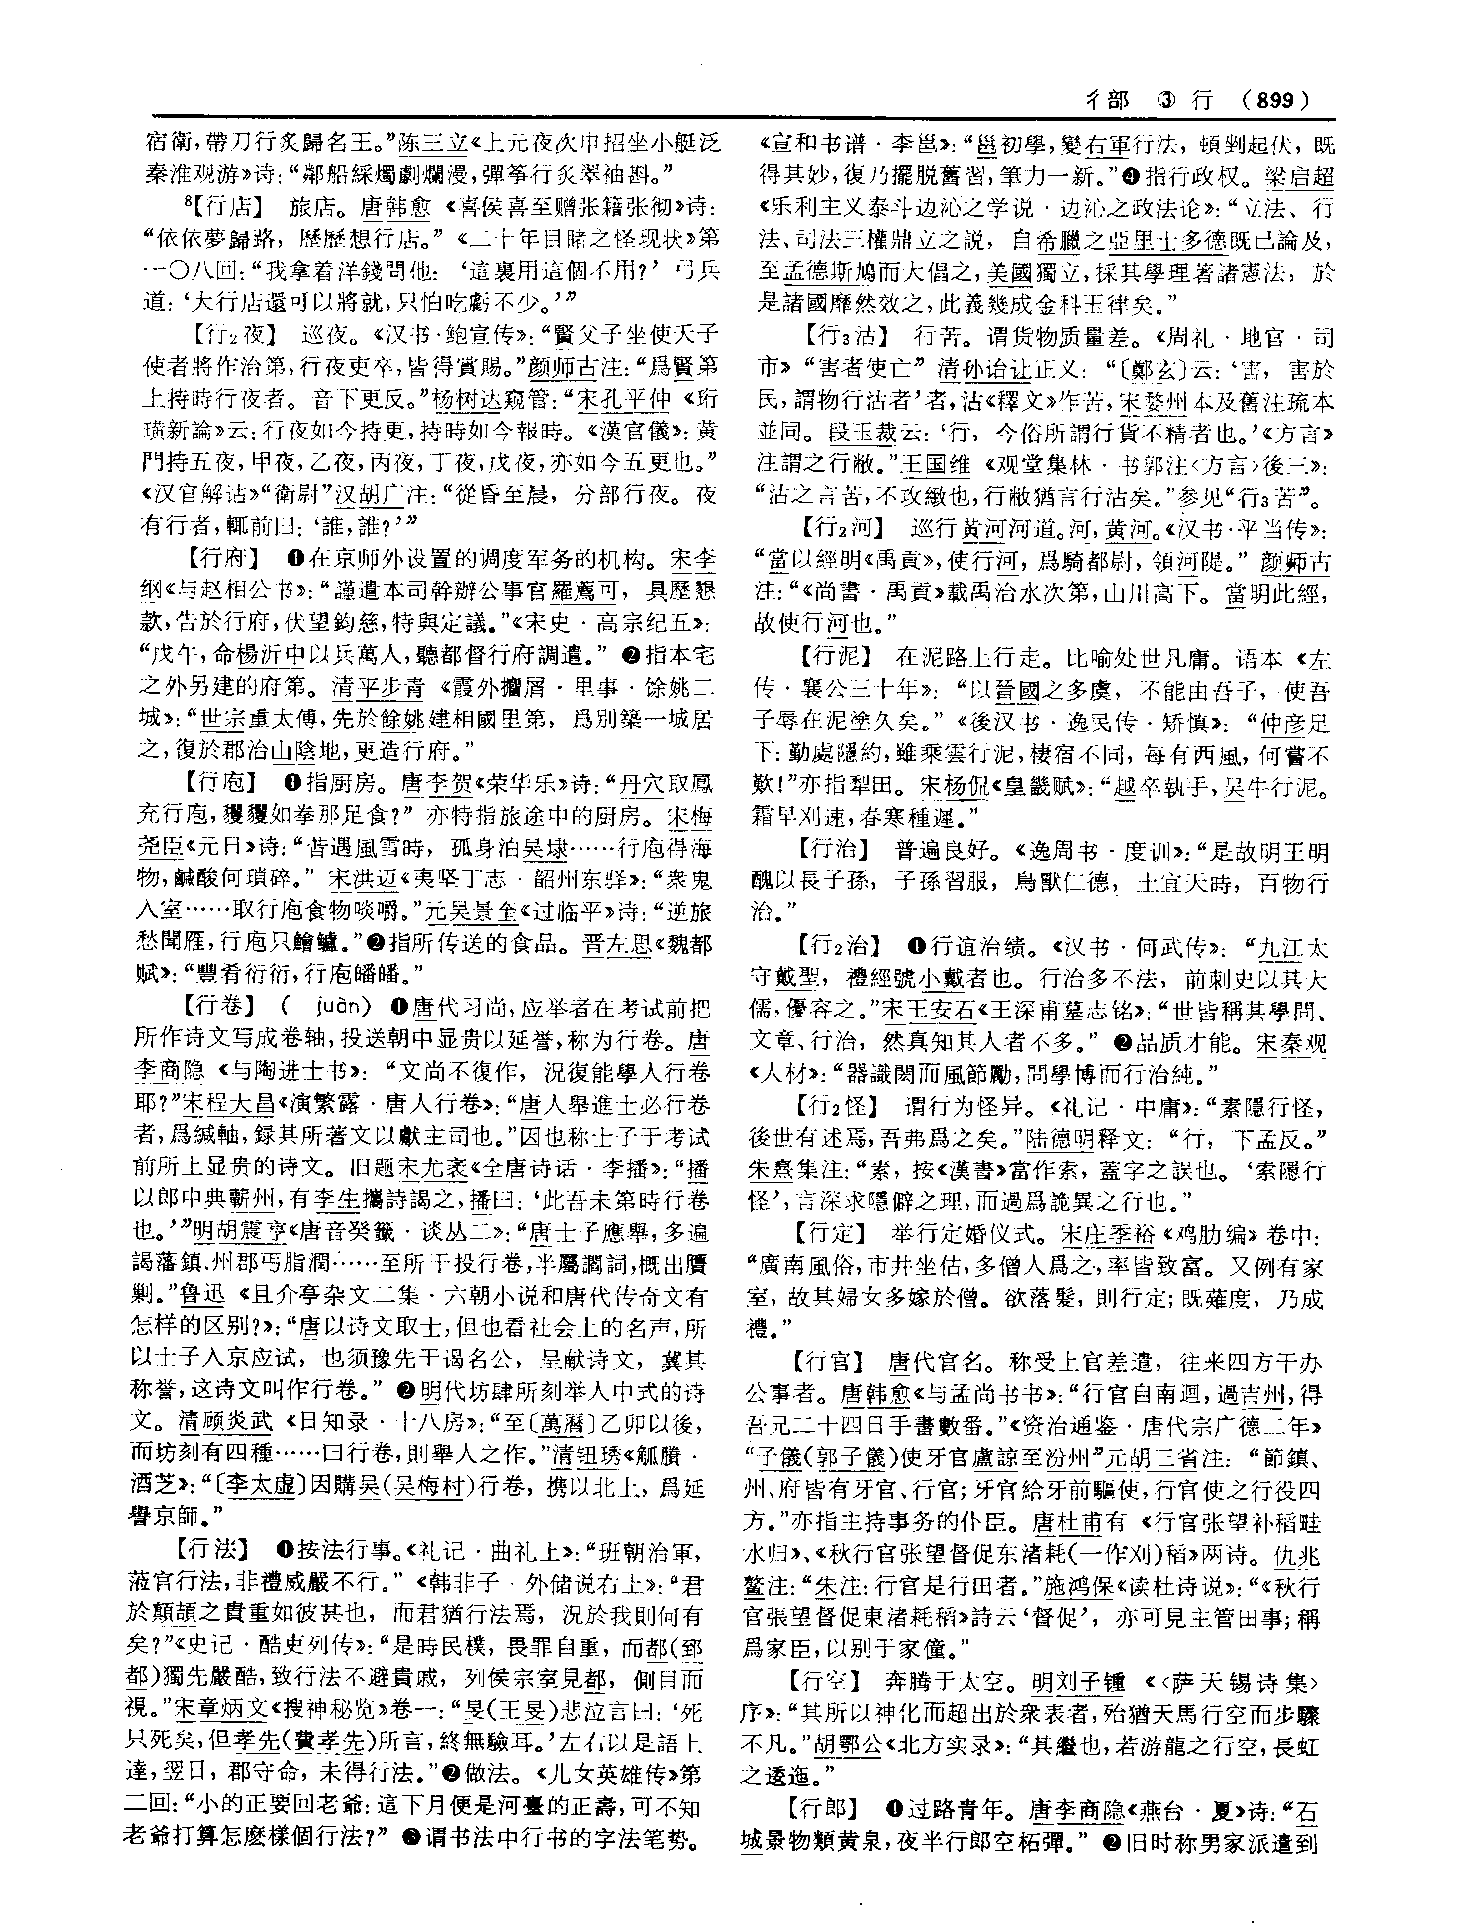 彳部 ③ 行 (899)
宿衛，帶刀行炙歸名王。”陈三立《上元夜次申招坐小艇泛
秦淮观游》诗：“鄰船綵燭劇爛漫，彈筝行炙翠袖斟。”
8【行店】 旅店。唐韩愈《喜侯喜至赠张籍张彻》诗：
“依依夢歸路，歷歷想行店。”《二十年目睹之怪现状》第
一〇八回：“我拿着洋錢問他：‘這裏用這個不用？’弓兵
道：‘大行店還可以將就，只怕吃虧不少。’”
【行2夜】 巡夜。《汉书·鲍宣传》：“賢父子坐使天子
使者將作治第，行夜吏卒，皆得賞賜。”颜师古注：“爲賢第
上持時行夜者。音下更反。”杨树达窥管：“宋孔平仲《珩
璜新論》云：行夜如今持更，持時如今報時。《漢官儀》：黄
門持五夜，甲夜，乙夜，丙夜，丁夜，戊夜，亦如今五更也。”
《汉官解诂》“衛尉”汉胡广注：“從昏至晨，分部行夜。夜
有行者，輒前曰：‘誰，誰？’”
【行府】 ❶在京师外设置的调度军务的机构。宋李
纲《与赵相公书》：“謹遣本司幹辦公事官羅薦可，具歷懇
款，告於行府，伏望鈞慈，特與定議。”《宋史·高宗纪五》：
“戊午，命楊沂中以兵萬人，聽都督行府調遣。”❷指本宅
之外另建的府第。清平步青《霞外攟屑·里事·馀姚二
城》：“世宗重太傅，先於餘姚建相國里第，爲別築一城居
之，復於郡治山陰地，更造行府。”
【行庖】 ❶指厨房。唐李贺《荣华乐》诗：“丹穴取鳳
充行庖，玃玃如拳那足食？”亦特指旅途中的厨房。宋梅
尧臣《元日》诗：“昔遇風雪時，孤身泊吴埭……行庖得海
物，鹹酸何瑣碎。”宋洪迈《夷坚丁志·韶州东驿》：“衆鬼
入室……取行庖食物啖嚼。”元吴景奎《过临平》诗：“逆旅
愁聞雁，行庖只鱠鱸。”❷指所传送的食品。晋左思《魏都
赋》：“豐肴衍衍，行庖皤皤。”
【行卷】 （ juàn）❶唐代习尚，应举者在考试前把
所作诗文写成卷轴，投送朝中显贵以延誉，称为行卷。唐
李商隐《与陶进士书》：“文尚不復作，況復能學人行卷
耶？”宋程大昌《演繁露·唐人行卷》：“唐人舉進士必行卷
者，爲緘軸，録其所著文以獻主司也。”因也称士子于考试
前所上显贵的诗文。旧题宋尤袤《全唐诗话·李播》：“播
以郎中典蘄州，有李生攜詩謁之，播曰：‘此吾未第時行卷
也。’”明胡震亨《唐音癸籤·谈丛二》：“唐士子應舉，多遍
謁藩鎮、州郡丐脂潤……至所干投行卷，半屬讕詞，概出贋
剿。”鲁迅《且介亭杂文二集·六朝小说和唐代传奇文有
怎样的区别？》：“唐以诗文取士，但也看社会上的名声，所
以士子入京应试，也须豫先干谒名公，呈献诗文，冀其
称誉，这诗文叫作行卷。”❷明代坊肆所刻举人中式的诗
文。清顾炎武《日知录·十八房》：“至〔萬曆〕乙卯以後，
而坊刻有四種……曰行卷，則舉人之作。”清钮琇《觚賸·
酒芝》：“〔李太虚〕因購吴（吴梅村）行卷，携以北上，爲延
譽京師。”
【行法】 ❶按法行事。《礼记·曲礼上》：“班朝治軍，
蒞官行法，非禮威嚴不行。”《韩非子·外储说右上》：“君
於顛頡之貴重如彼甚也，而君猶行法焉，況於我則何有
矣？”《史记·酷吏列传》：“是時民樸，畏罪自重，而都（郅
都）獨先嚴酷，致行法不避貴戚，列侯宗室見都，側目而
視。”宋章炳文《搜神秘览》卷一：“旻（王旻）悲泣言曰：‘死
只死矣，但孝先（費孝先）所言，終無驗耳。’左右以是語上
達，翌日，郡守命，未得行法。”❷做法。《儿女英雄传》第
二回：“小的正要回老爺：這下月便是河臺的正壽，可不知
老爺打算怎麽樣個行法？”❸谓书法中行书的字法笔势。
《宣和书谱·李邕》：“邕初學，變右軍行法，頓剉起伏，既
得其妙，復乃擺脱舊習，筆力一新。”❹指行政权。梁启超
《乐利主义泰斗边沁之学说·边沁之政法论》：“立法、行
法、司法三權鼎立之説，自希臘之亞里士多德既已論及，
至孟德斯鳩而大倡之，美國獨立，採其學理著諸憲法，於
是諸國靡然效之，此義幾成金科玉律矣。”
【行3沽】 行苦。谓货物质量差。《周礼·地官·司
市》“害者使亡”清孙诒让正义：“〔鄭玄〕云：‘害，害於
民，謂物行沽者’者，沽《釋文》作苦，宋婺州本及舊注疏本
並同。段玉裁云：‘行，今俗所謂行貨不精者也。’《方言》
注謂之行敝。”王国维《观堂集林·书郭注〈方言〉後三》：
“沽之言苦，不攻緻也，行敝猶言行沽矣。”参见“行3苦”。
【行2河】 巡行黄河河道。河，黄河。《汉书·平当传》：
“當以經明《禹貢》，使行河，爲騎都尉，領河隄。”颜师古
注：“《尚書·禹貢》載禹治水次第，山川高下。當明此經，
故使行河也。”
【行泥】 在泥路上行走。比喻处世凡庸。语本《左
传·襄公三十年》：“以晉國之多虞，不能由吾子，使吾
子辱在泥塗久矣。”《後汉书·逸民传·矫慎》：“仲彦足
下：勤處隱約，雖乘雲行泥，棲宿不同，每有西風，何嘗不
歎！”亦指犁田。宋杨侃《皇畿赋》：“越卒執手，吴牛行泥。
霜早刈速，春寒種遲。”
【行治】 普遍良好。《逸周书·度训》：“是故明王明
醜以長子孫，子孫習服，鳥獸仁德，土宜天時，百物行
治。”
【行2治】 ❶行谊治绩。《汉书·何武传》：“九江太
守戴聖，禮經號小戴者也。行治多不法，前刺史以其大
儒，優容之。”宋王安石《王深甫墓志铭》：“世皆稱其學問、
文章、行治，然真知其人者不多。”❷品质才能。宋秦观
《人材》：“器識閎而風節勵，問學博而行治純。”
【行2怪】 谓行为怪异。《礼记·中庸》：“素隱行怪，
後世有述焉，吾弗爲之矣。”陆德明释文：“行，下孟反。”
朱熹集注：“素，按《漢書》當作索，蓋字之誤也。‘索隱行
怪’，言深求隱僻之理，而過爲詭異之行也。”
【行定】 举行定婚仪式。宋庄季裕《鸡肋编》卷中：
“廣南風俗，市井坐估，多僧人爲之，率皆致富。又例有家
室，故其婦女多嫁於僧。欲落髮，則行定；既薙度，乃成
禮。”
【行官】 唐代官名。称受上官差遣，往来四方干办
公事者。唐韩愈《与孟尚书书》：“行官自南迴，過吉州，得
吾兄二十四日手書數番。”《资治通鉴·唐代宗广德二年》
“子儀（郭子儀）使牙官盧諒至汾州”元胡三省注：“節鎮、
州、府皆有牙官、行官；牙官給牙前驅使，行官使之行役四
方。”亦指主持事务的仆臣。唐杜甫有《行官张望补稻畦
水归》、《秋行官张望督促东渚耗（一作刈）稻》两诗。仇兆
鳌注：“朱注：行官是行田者。”施鸿保《读杜诗说》：“《秋行
官張望督促東渚耗稻》詩云‘督促’，亦可見主管田事；稱
爲家臣，以别于家僮。”
【行空】 奔腾于太空。明刘子锺《〈萨天锡诗集〉
序》：“其所以神化而超出於衆表者，殆猶天馬行空而步驟
不凡。”胡鄂公《北方实录》：“其繼也，若游龍之行空，長虹
之逶迤。”
【行郎】 ❶过路青年。唐李商隐《燕台·夏》诗：“石
城景物類黄泉，夜半行郎空柘彈。”❷旧时称男家派遣到